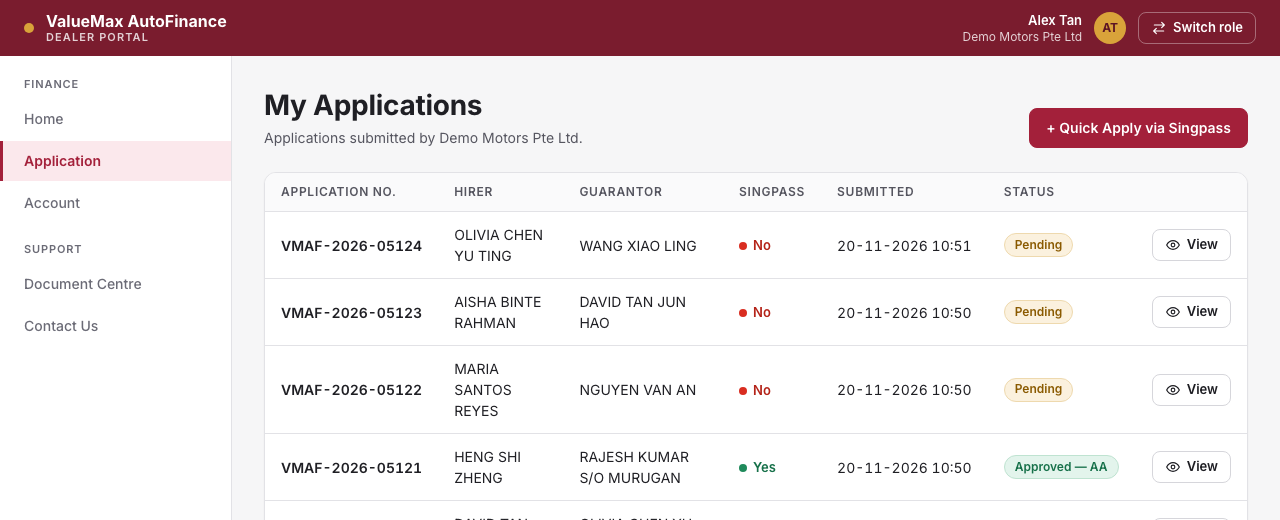 ValueMax AutoFinance
DEALER PORTAL
Alex Tan
Demo Motors Pte Ltd
AT
Switch role
FINANCE
Home
Application
Account
SUPPORT
Document Centre
Contact Us
My Applications
Applications submitted by Demo Motors Pte Ltd.
+ Quick Apply via Singpass
APPLICATION NO. HIRER GUARANTOR SINGPASS SUBMITTED STATUS
VMAF-2026-05124 OLIVIA CHEN YU TING WANG XIAO LING No 20-11-2026 10:51 Pending View
VMAF-2026-05123 AISHA BINTE RAHMAN DAVID TAN JUN HAO No 20-11-2026 10:50 Pending View
VMAF-2026-05122 MARIA SANTOS REYES NGUYEN VAN AN No 20-11-2026 10:50 Pending View
VMAF-2026-05121 HENG SHI ZHENG RAJESH KUMAR S/O MURUGAN Yes 20-11-2026 10:50 Approved — AA View